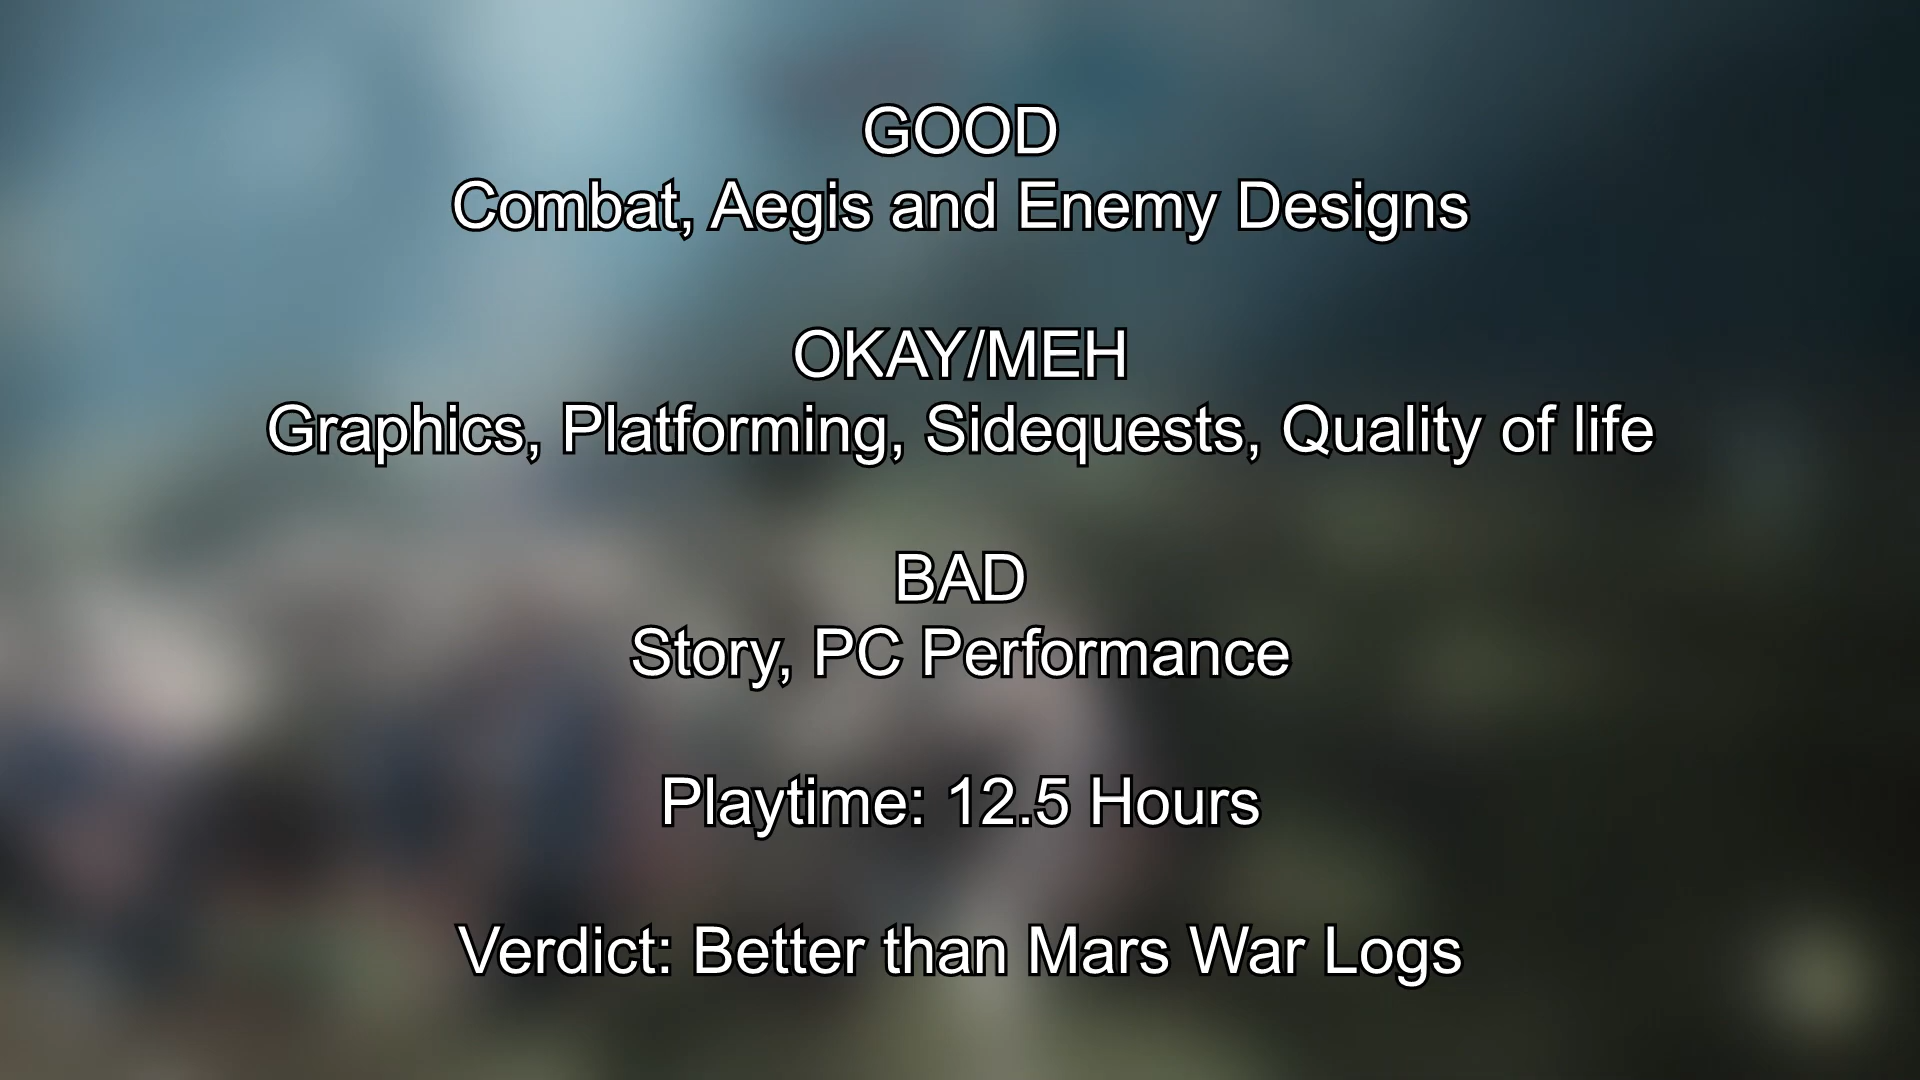 GOOD
Combat, Aegis and Enemy Designs
OKAY/MEH
Graphics, Platforming, Sidequests, Quality of life
BAD
Story, PC Performance
Playtime: 12.5 Hours
Verdict: Better than Mars War Logs